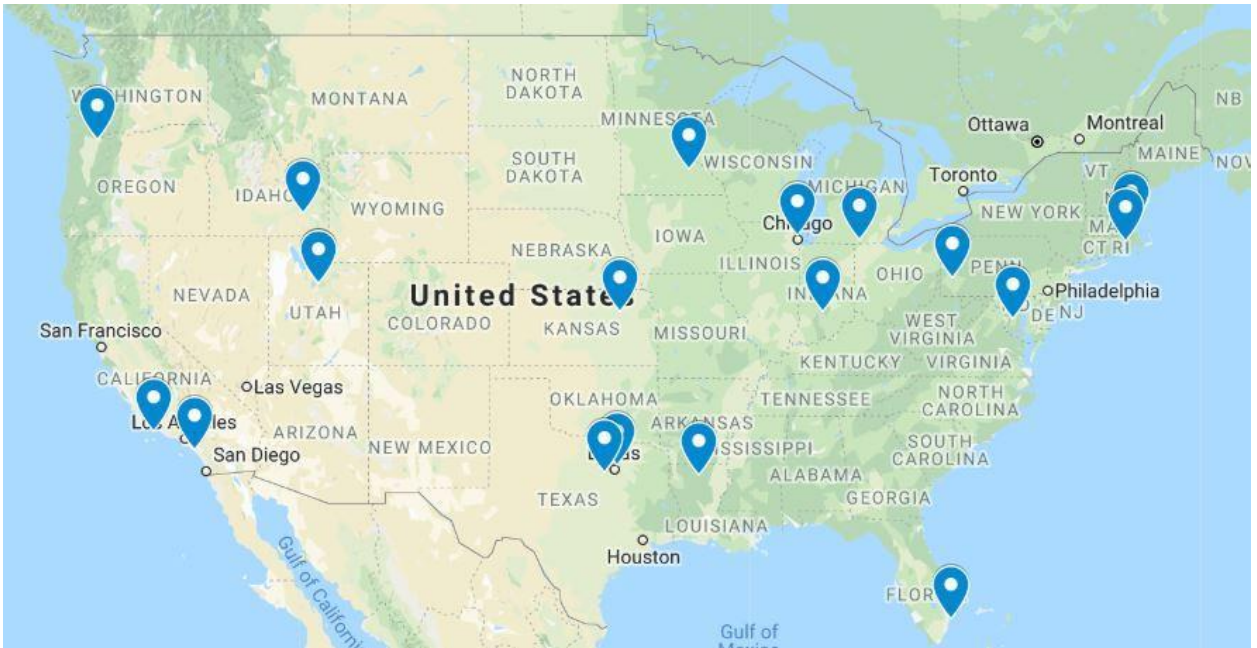 WASHINGTON
MONTANA
NORTH
DAKOTA
MINNESOTA
Ottawa
Montreal
NB
MAINE
NOV
VT
OREGON
IDAHO
WYOMING
SOUTH
DAKOTA
WISCONSIN
MICHIGAN
Toronto
NEW YORK
MA
CT RI
Chicago
IOWA
NEBRASKA
ILLINOIS
INDIANA
OHIO
PENN
Philadelphia
DE NJ
NEVADA
UTAH
United States
COLORADO
KANSAS
MISSOURI
WEST
VIRGINIA
KENTUCKY
VIRGINIA
San Francisco
CALIFORNIA
Las Vegas
Los Angeles
San Diego
ARIZONA
NEW MEXICO
OKLAHOMA
ARKANSAS
TENNESSEE
NORTH
CAROLINA
SOUTH
CAROLINA
MISSISSIPPI
ALABAMA
GEORGIA
Dallas
TEXAS
LOUISIANA
Houston
FLORIDA
Gulf of California
Gulf of